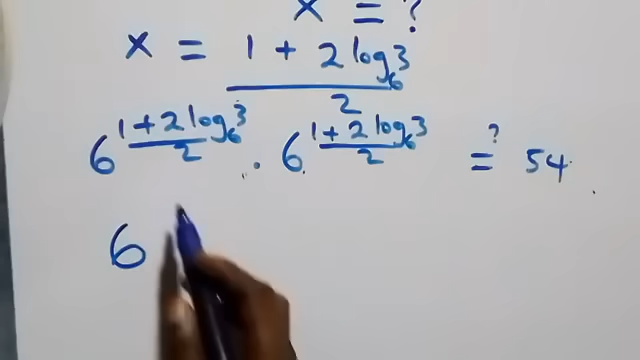 x = ?
x = 1 + 2 log₆3 / 2
6^(1 + 2 log₆3 / 2) · 6^(1 + 2 log₆3 / 2) =? 54
6